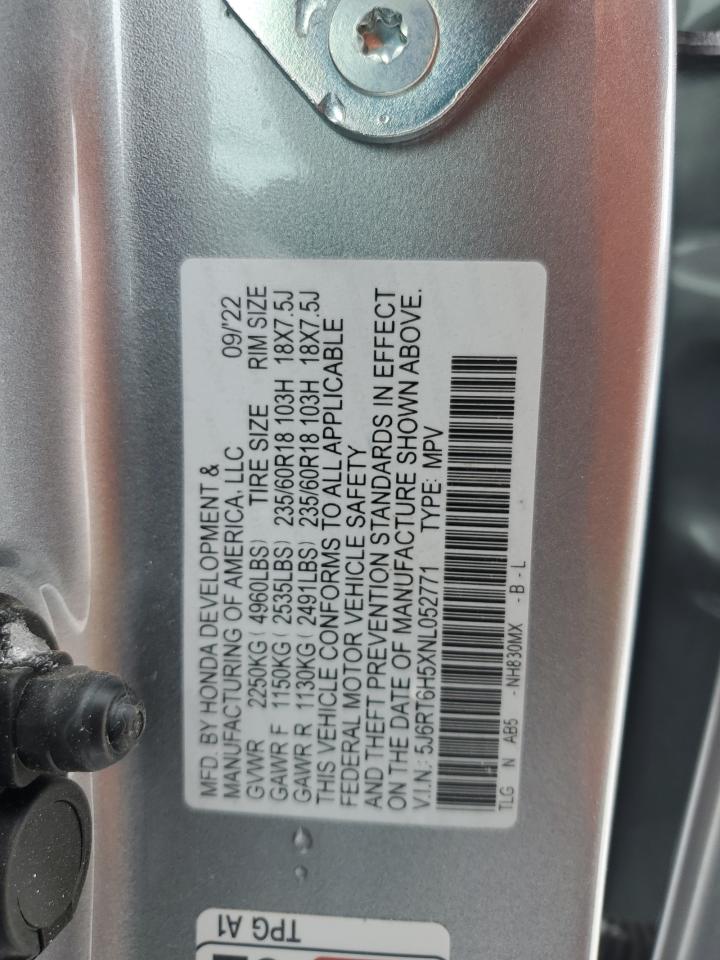 MFD. BY HONDA DEVELOPMENT &
MANUFACTURING OF AMERICA, LLC 09/'22
GVWR 2250KG ( 4960LBS) TIRE SIZE RIM SIZE
GAWR F 1150KG ( 2535LBS) 235/60R18 103H 18X7.5J
GAWR R 1130KG ( 2491LBS) 235/60R18 103H 18X7.5J
THIS VEHICLE CONFORMS TO ALL APPLICABLE
FEDERAL MOTOR VEHICLE SAFETY
AND THEFT PREVENTION STANDARDS IN EFFECT
ON THE DATE OF MANUFACTURE SHOWN ABOVE.
V.I.N.: 5J6RT6H5XNL052771 TYPE: MPV
TLG N AB5 -NH830MX -B-L
TPG A1